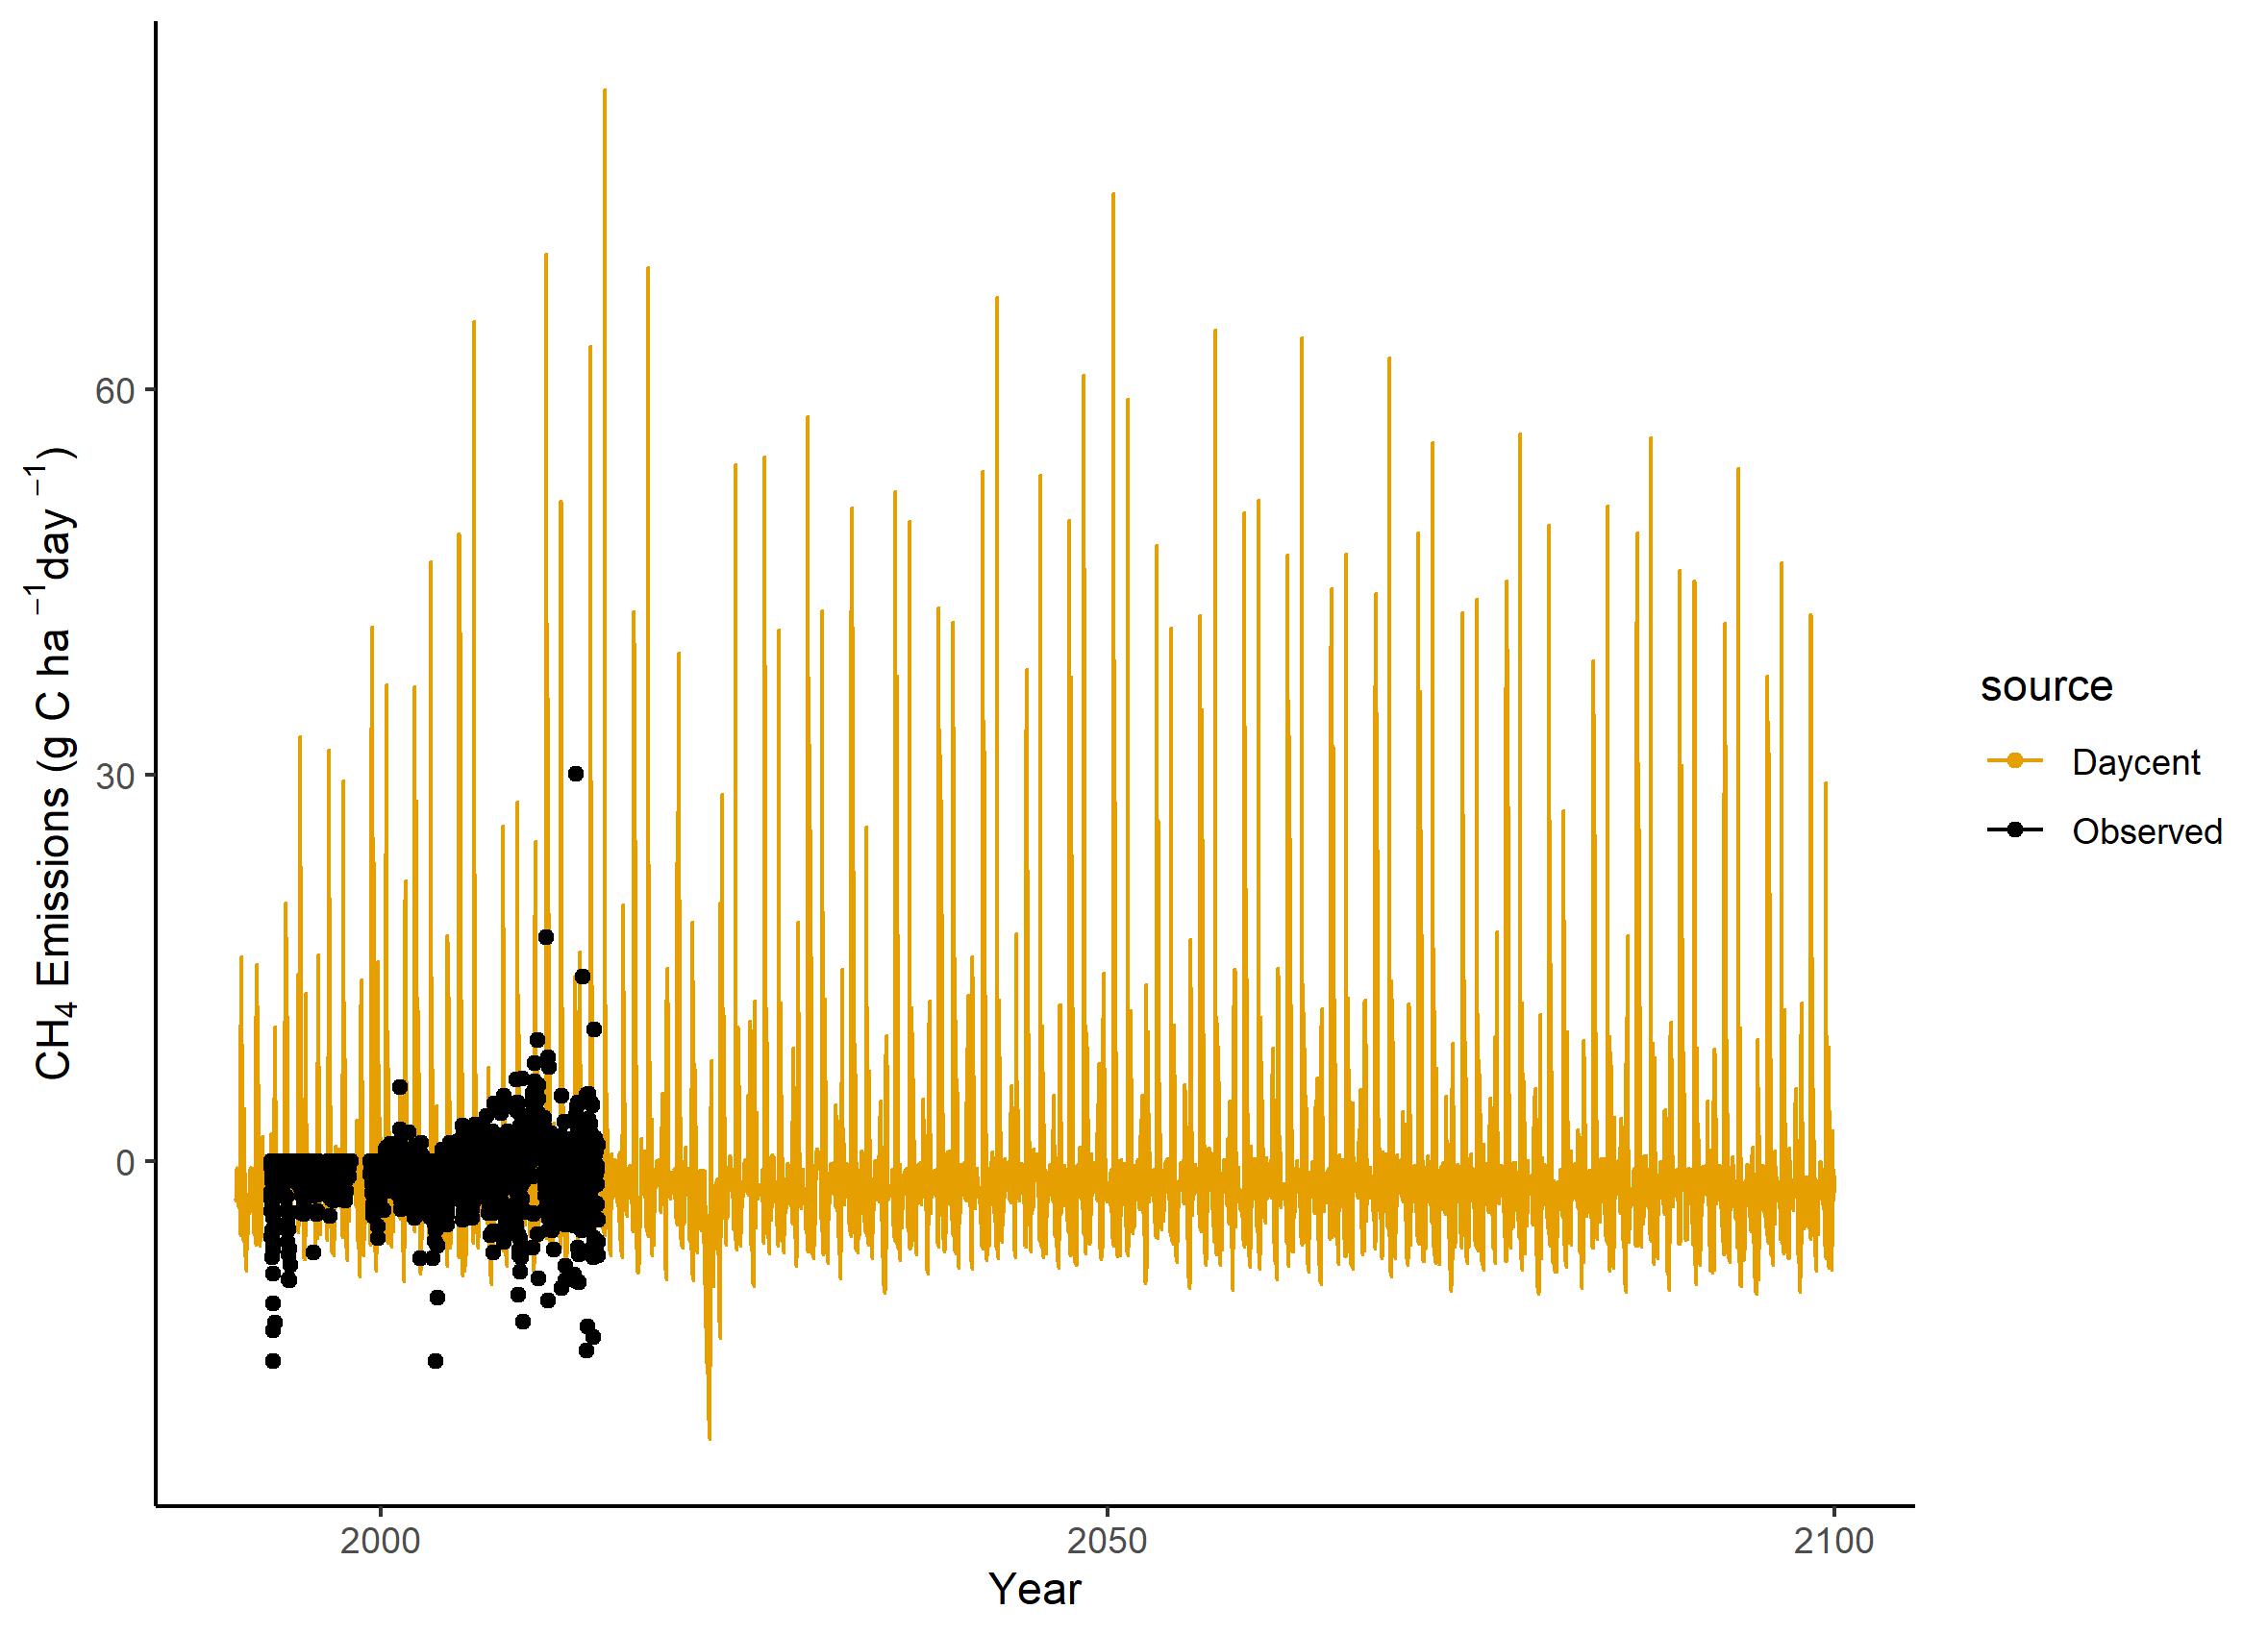 CH₄ Emissions (g C ha ⁻¹day ⁻¹)
60
30
0
2000
2050
2100
Year
source
Daycent
Observed